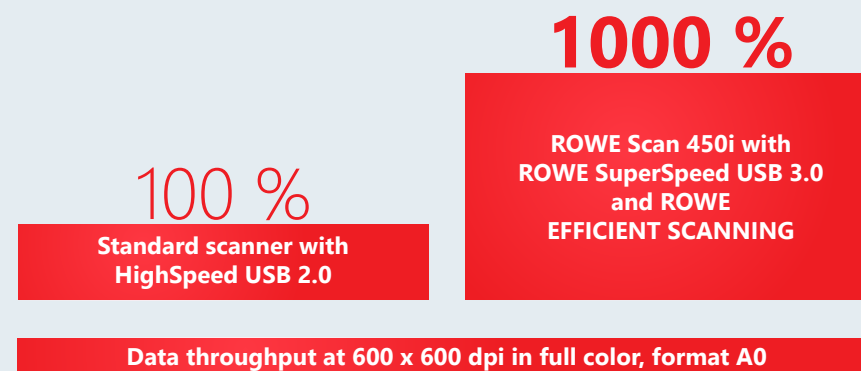 100 %
Standard scanner with
HighSpeed USB 2.0
1000 %
ROWE Scan 450i with
ROWE SuperSpeed USB 3.0
and ROWE
EFFICIENT SCANNING
Data throughput at 600 x 600 dpi in full color, format A0